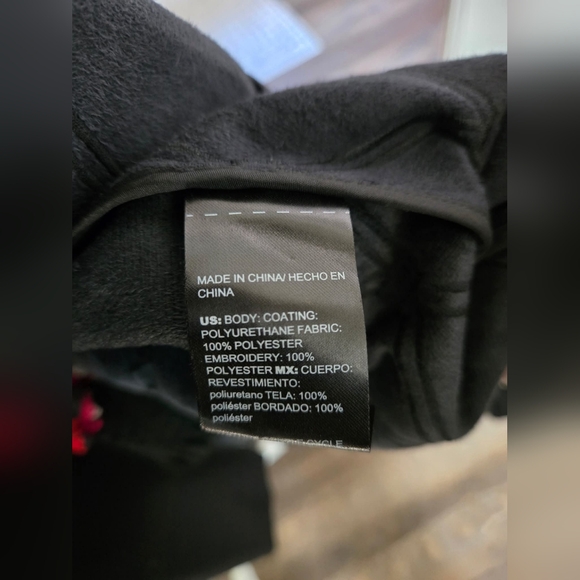 MADE IN CHINA/ HECHO EN
CHINA
US: BODY: COATING:
POLYURETHANE FABRIC:
100% POLYESTER
EMBROIDERY: 100%
POLYESTER MX: CUERPO:
REVESTIMIENTO:
poliuretano TELA: 100%
poliéster BORDADO: 100%
poliéster
CYCLE